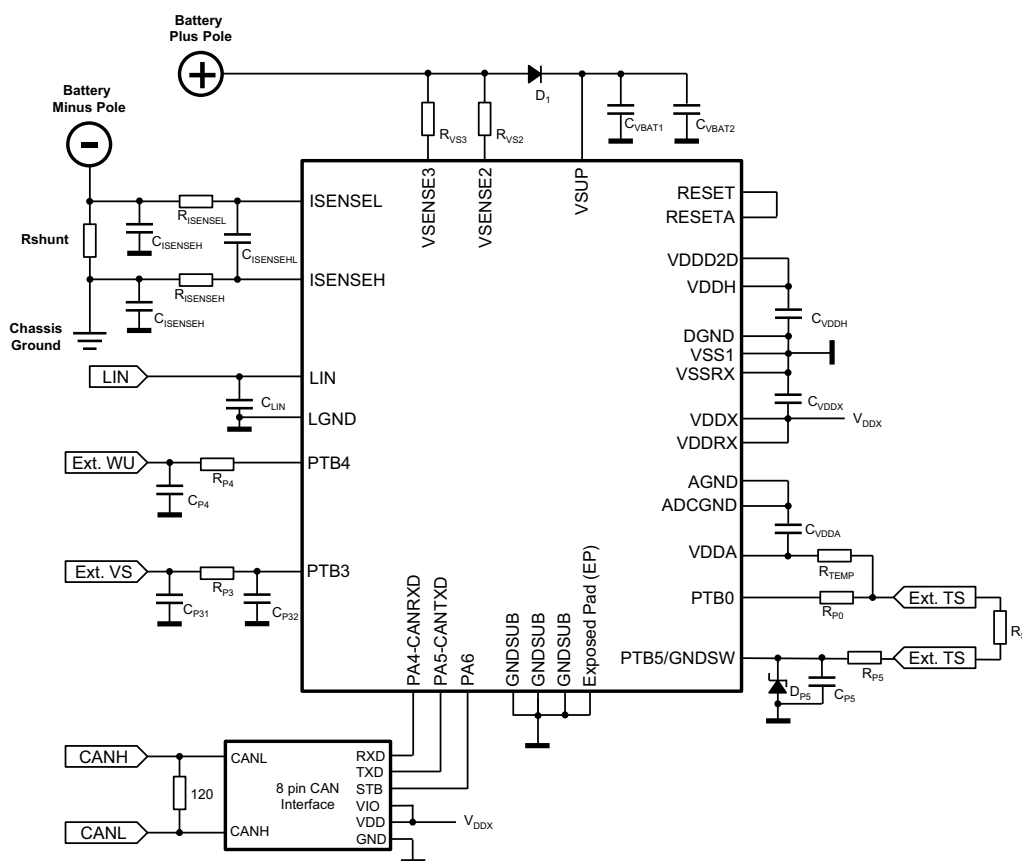 Battery
Plus Pole
Battery
Minus Pole
D1
RVS3
RVS2
CVBAT1
CVBAT2
VSENSE3
VSENSE2
VSUP
ISENSEL
RISENSEL
CISENSEH
CISENSEHL
Rshunt
ISENSEH
RISENSEH
CISENSEH
Chassis
Ground
LIN
LIN
CLIN
LGND
Ext. WU
RP4
CP4
PTB4
Ext. VS
RP3
CP31
CP32
PTB3
RESET
RESETA
VDDD2D
VDDH
CVDDH
DGND
VSS1
VSSRX
CVDDX
VDDX
VDDX
VDDRX
AGND
ADCGND
CVDDA
VDDA
RTEMP
PTB0
RP0
Ext. TS
PTB5/GNDSW
RP5
Ext. TS
DP5
CP5
PA4-CANRXD
PA5-CANTXD
PA6
GNDSUB
GNDSUB
GNDSUB
Exposed Pad (EP)
CANH
CANL
120
CANL
CANH
8 pin CAN
Interface
RXD
TXD
STB
VIO
VDD
GND
VDDX